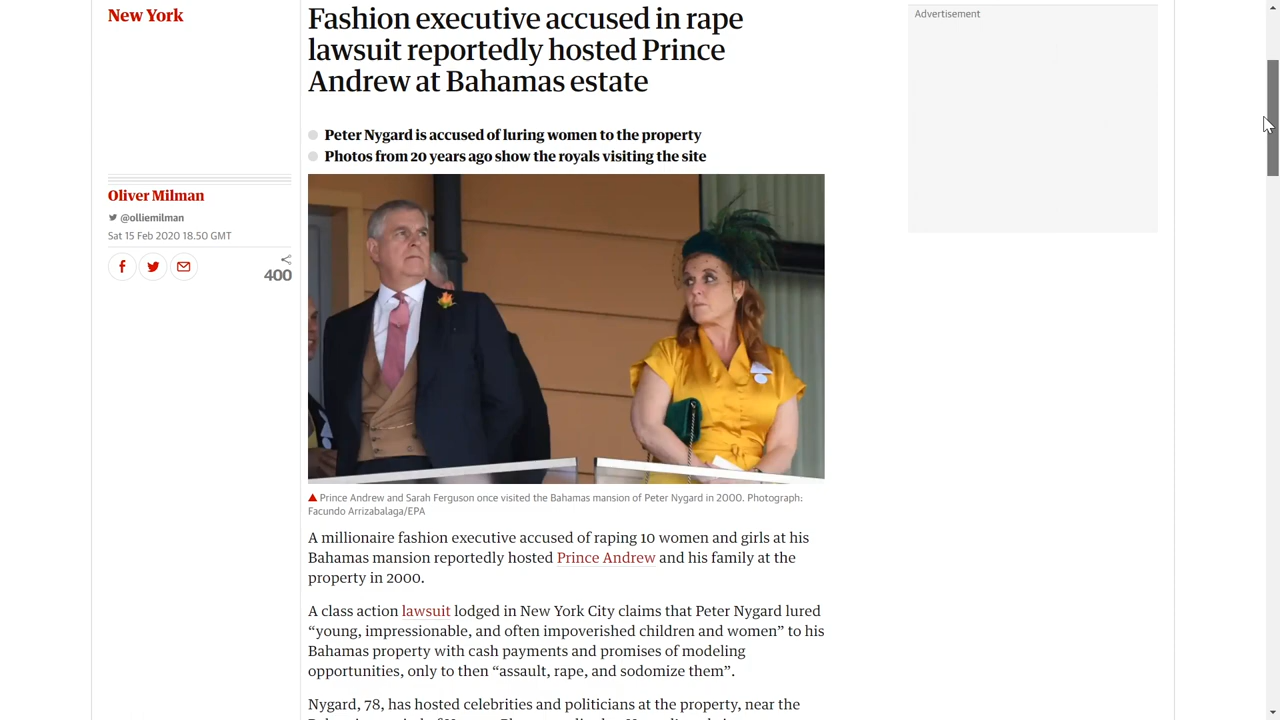 New York
Fashion executive accused in rape
lawsuit reportedly hosted Prince
Andrew at Bahamas estate
Peter Nygard is accused of luring women to the property
Photos from 20 years ago show the royals visiting the site
Oliver Milman
@olliemilman
Sat 15 Feb 2020 18.50 GMT
400
Advertisement
Prince Andrew and Sarah Ferguson once visited the Bahamas mansion of Peter Nygard in 2000. Photograph:
Facundo Arrizabalaga/EPA
A millionaire fashion executive accused of raping 10 women and girls at his
Bahamas mansion reportedly hosted Prince Andrew and his family at the
property in 2000.
A class action lawsuit lodged in New York City claims that Peter Nygard lured
“young, impressionable, and often impoverished children and women” to his
Bahamas property with cash payments and promises of modeling
opportunities, only to then “assault, rape, and sodomize them”.
Nygard, 78, has hosted celebrities and politicians at the property, near the